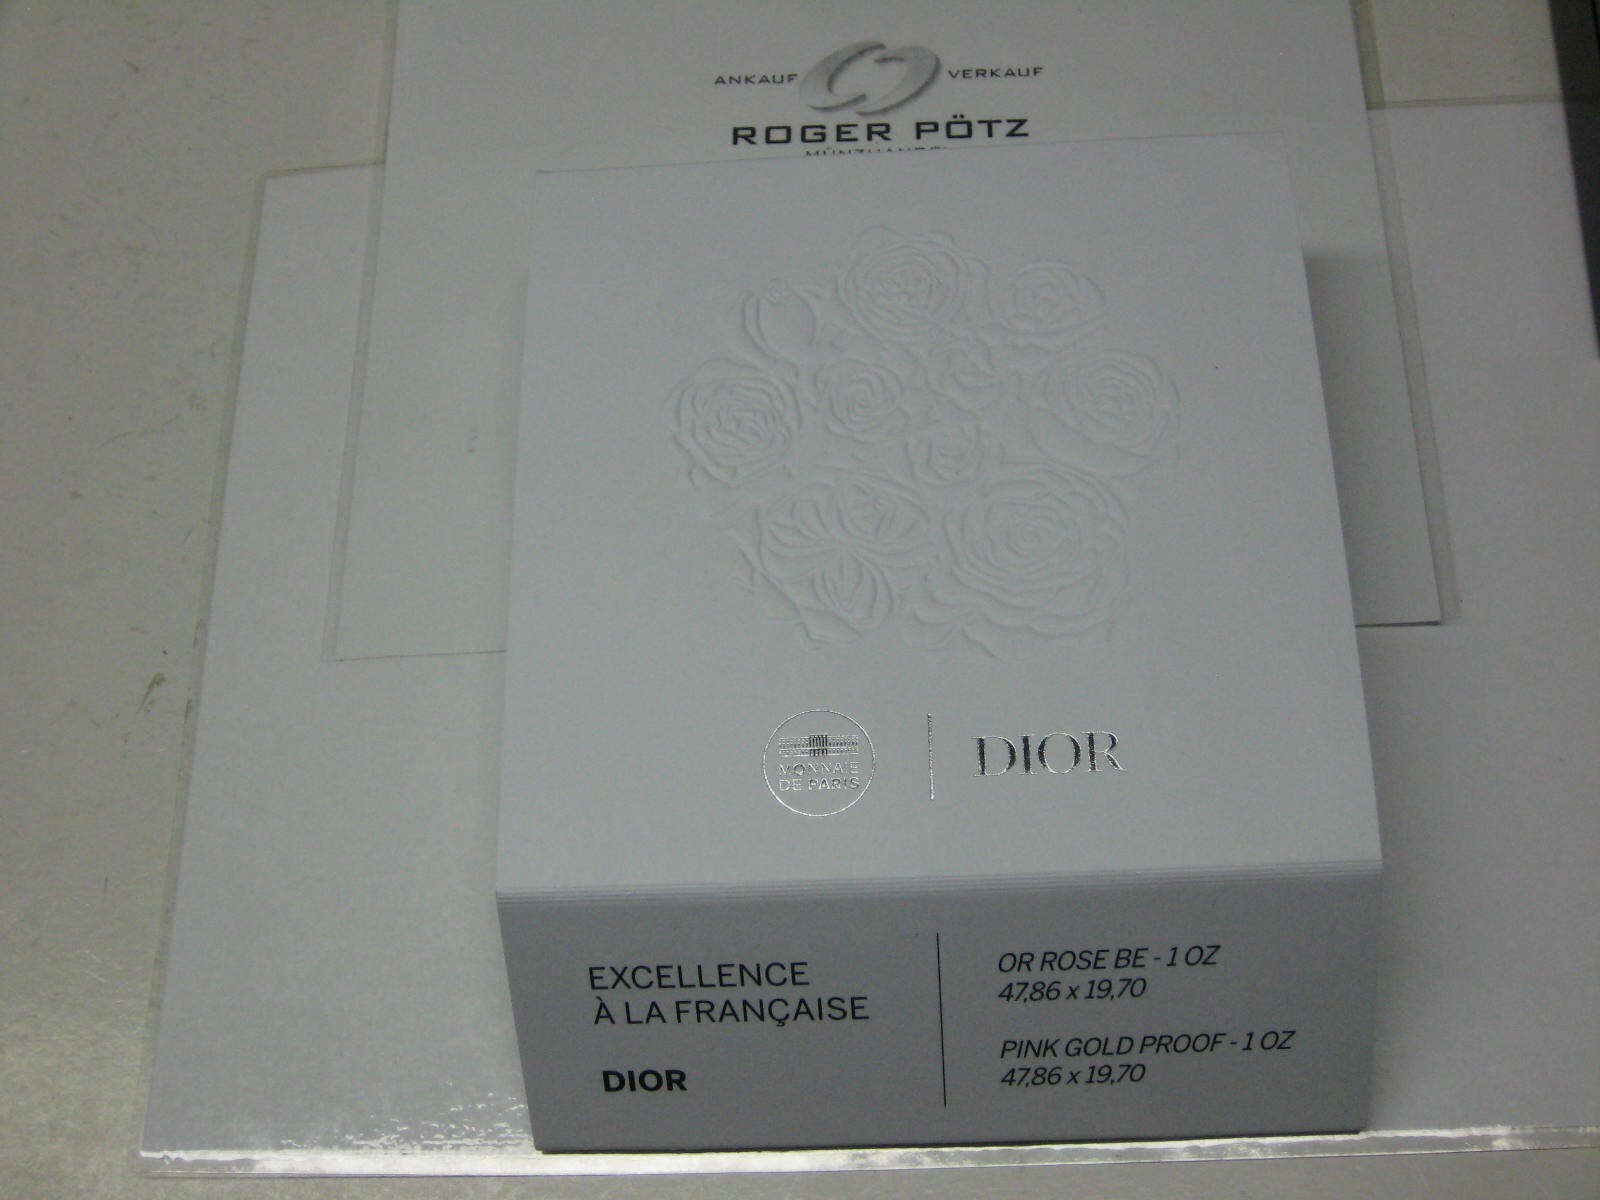 ANKAUF VERKAUF
ROGER PÖTZ
MÜNZHANDEL
MONNAIE
DE PARIS
DIOR
EXCELLENCE
À LA FRANÇAISE
DIOR
OR ROSE BE - 1 OZ
47,86 x 19,70
PINK GOLD PROOF - 1 OZ
47,86 x 19,70